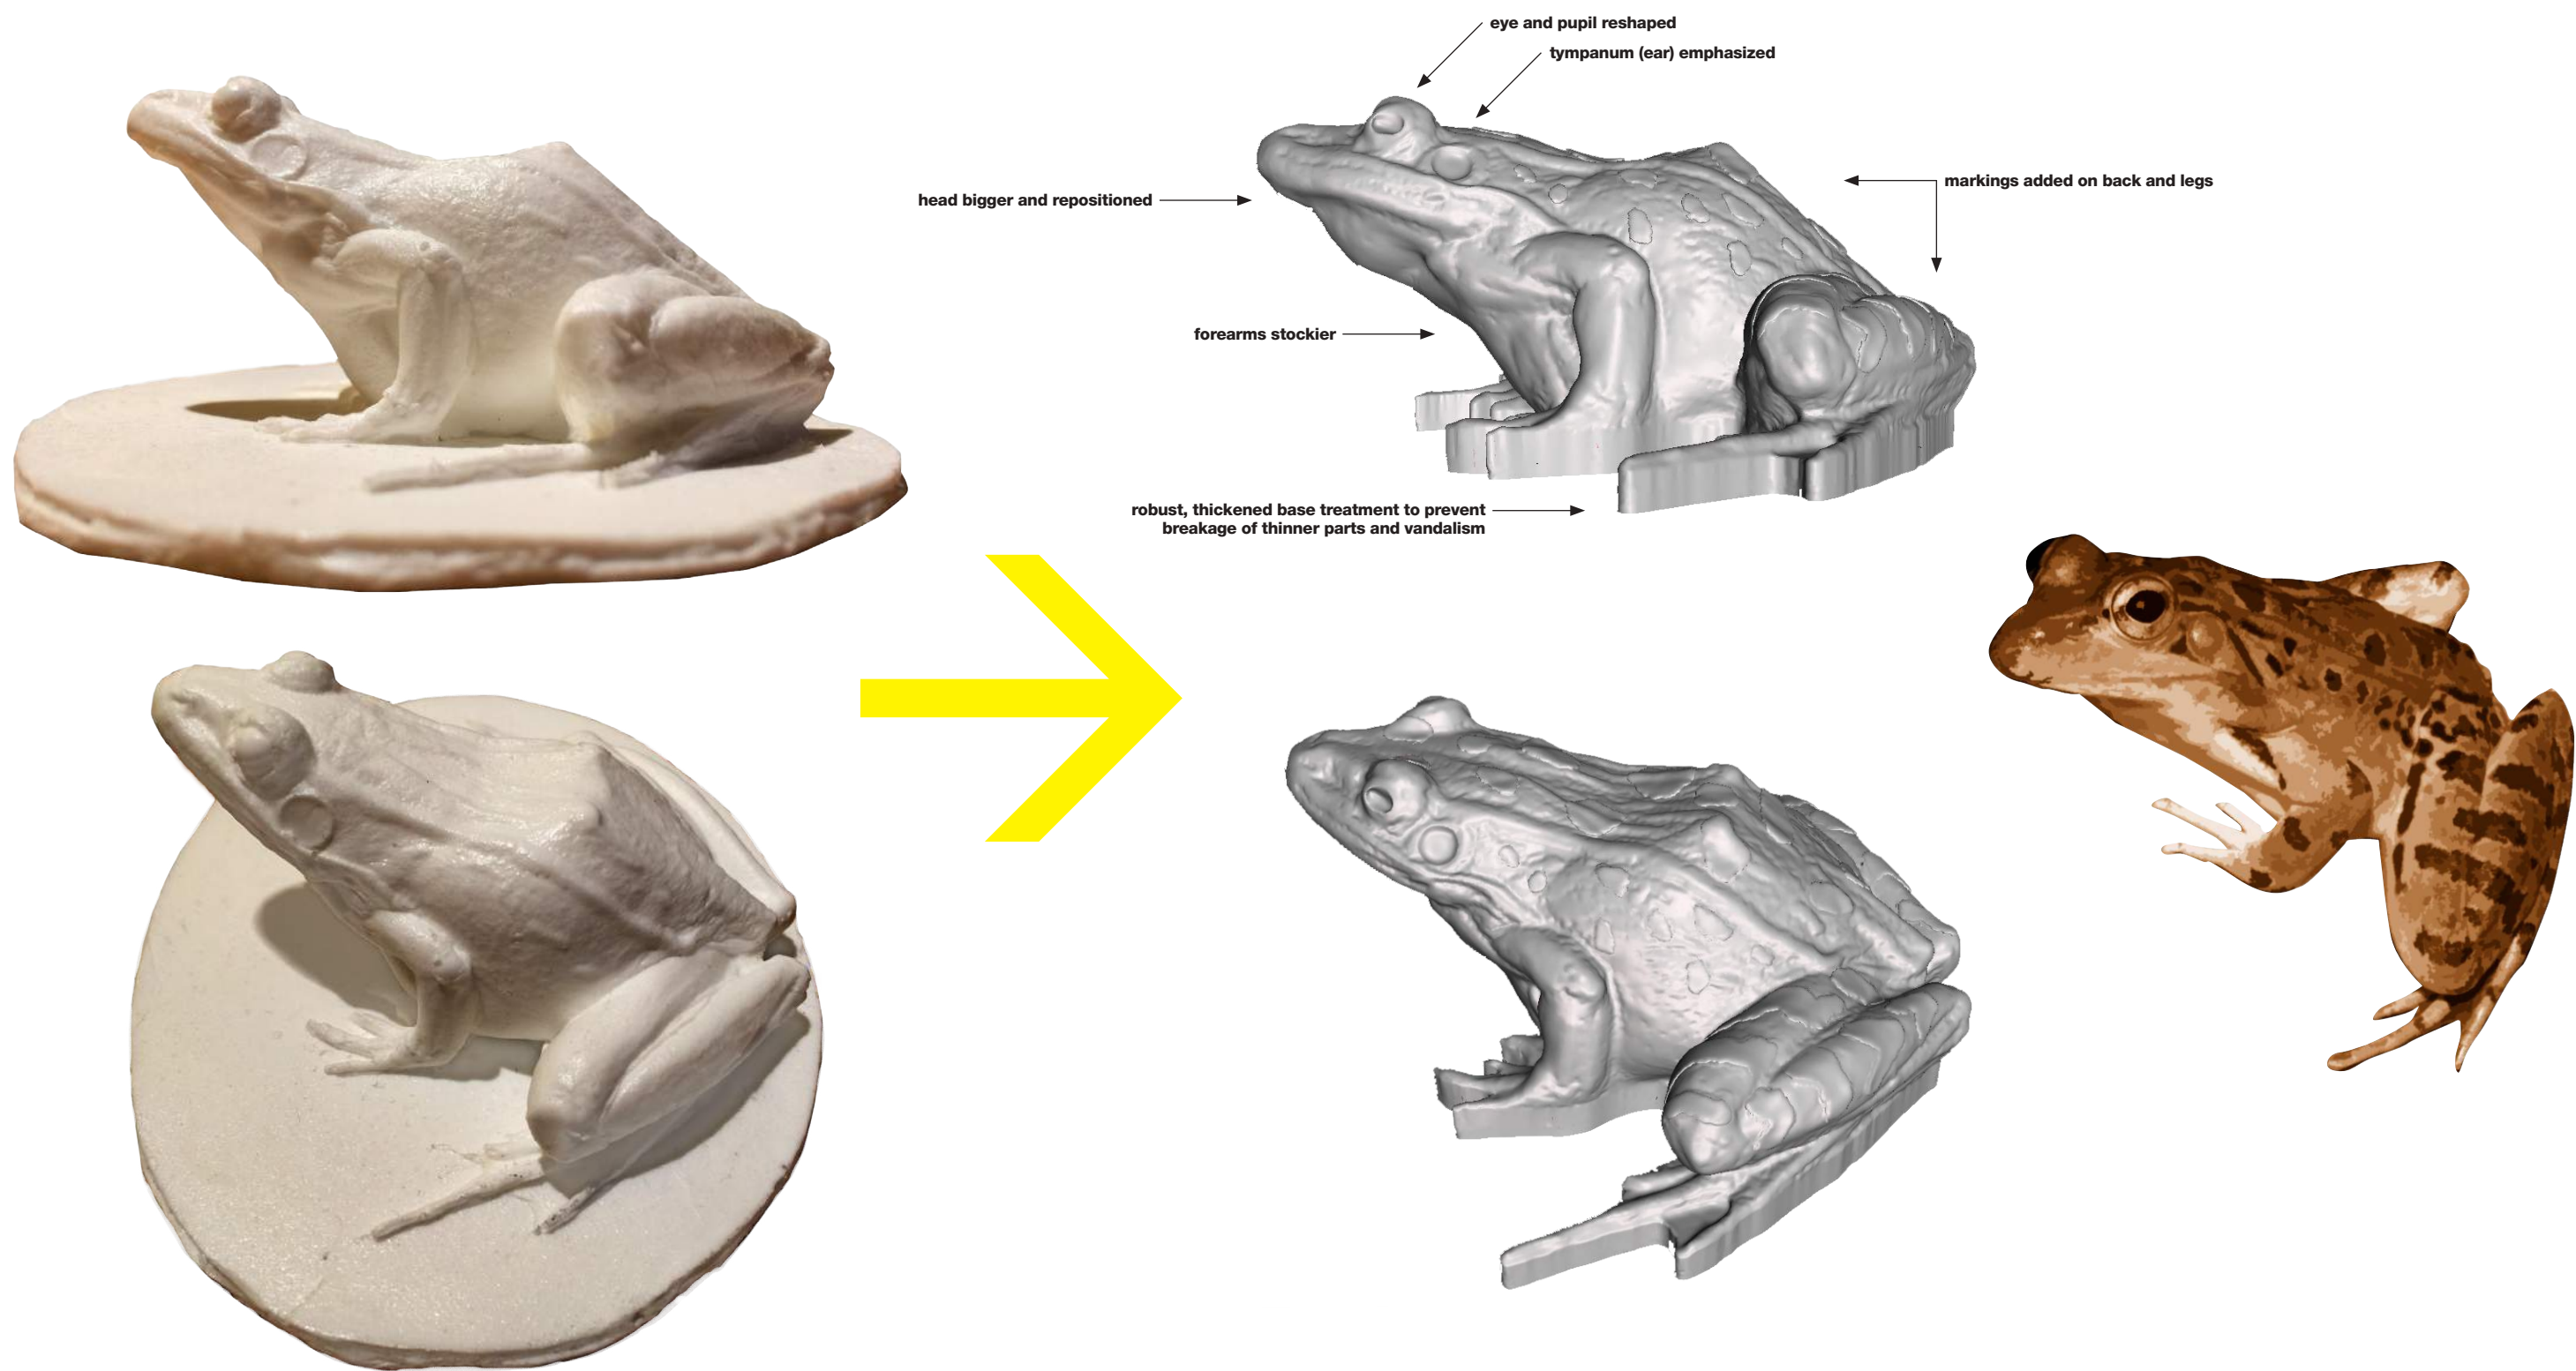 eye and pupil reshaped
tympanum (ear) emphasized
markings added on back and legs
head bigger and repositioned
forearms stockier
robust, thickened base treatment to prevent
breakage of thinner parts and vandalism